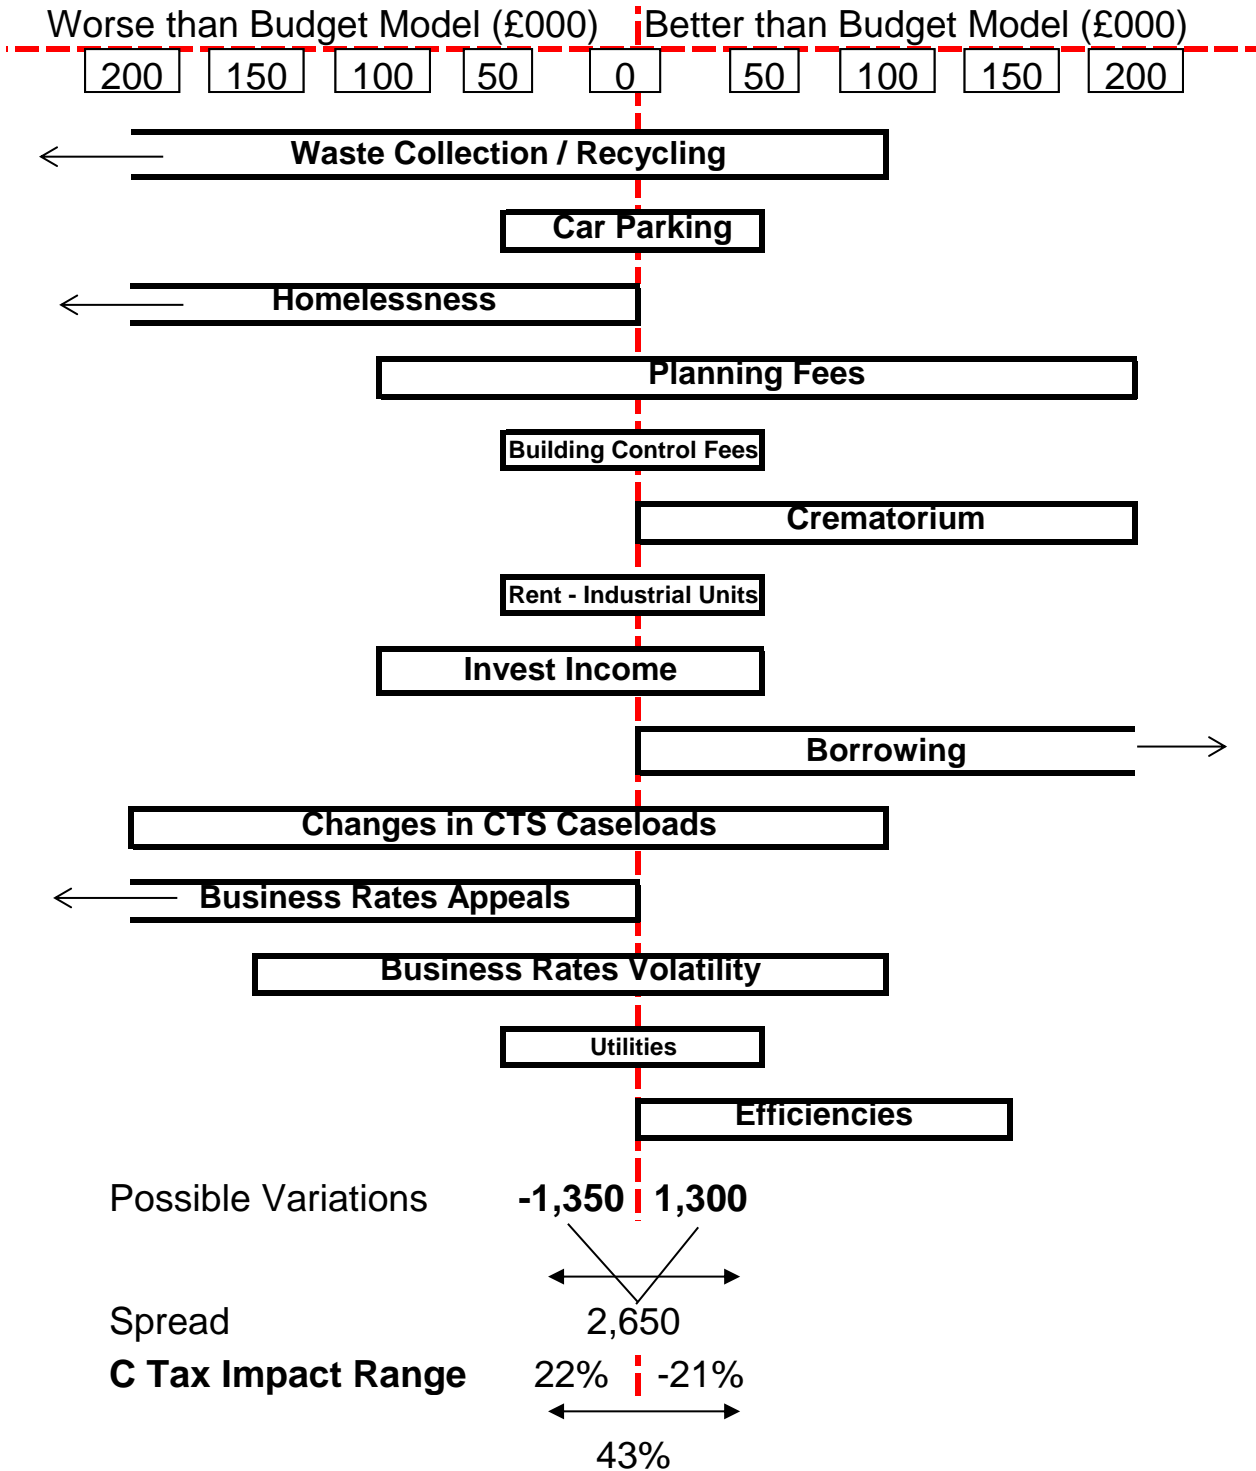 Worse than Budget Model (£000) Better than Budget Model (£000)
200 150 100 50 0 50 100 150 200
Waste Collection / Recycling
Car Parking
Homelessness
Planning Fees
Building Control Fees
Crematorium
Rent - Industrial Units
Invest Income
Borrowing
Changes in CTS Caseloads
Business Rates Appeals
Business Rates Volatility
Utilities
Efficiencies
Possible Variations -1,350 1,300
Spread 2,650
C Tax Impact Range 22% -21%
43%